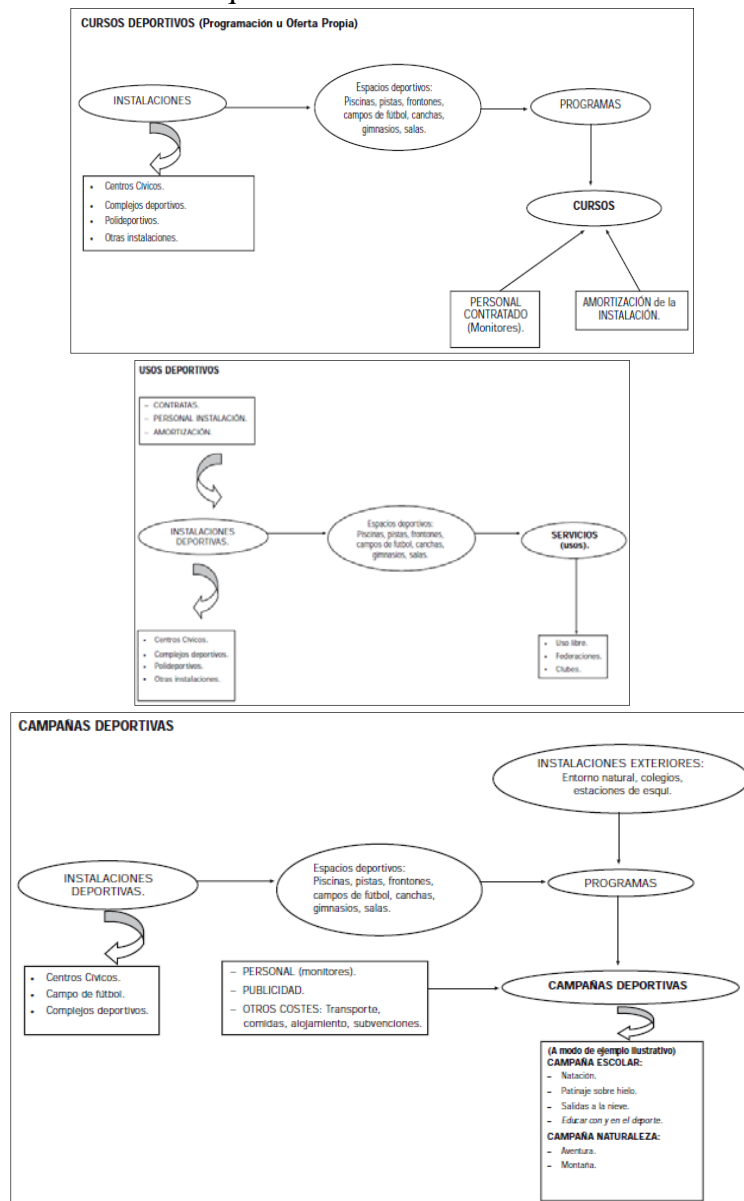 CURSOS DEPORTIVOS (Programación u Oferta Propia)
INSTALACIONES
Espacios deportivos:
Piscinas, pistas, frontones,
campos de fútbol, canchas,
gimnasios, salas.
PROGRAMAS
• Centros Cívicos.
• Complejos deportivos.
• Polideportivos.
• Otras instalaciones.
CURSOS
PERSONAL
CONTRATADO
(Monitores).
AMORTIZACIÓN de la
INSTALACIÓN.
USOS DEPORTIVOS
– CONTRATAS.
– PERSONAL INSTALACIÓN.
– AMORTIZACIÓN.
INSTALACIONES
DEPORTIVAS.
Espacios deportivos:
Piscinas, pistas, frontones,
campos de fútbol, canchas,
gimnasios, salas.
SERVICIOS
(usos).
• Centros Cívicos.
• Complejos deportivos.
• Polideportivos.
• Otras instalaciones.
• Uso libre.
• Federaciones.
• Clubes.
CAMPAÑAS DEPORTIVAS
INSTALACIONES EXTERIORES:
Entorno natural, colegios,
estaciones de esquí.
INSTALACIONES
DEPORTIVAS.
Espacios deportivos:
Piscinas, pistas, frontones,
campos de fútbol, canchas,
gimnasios, salas.
PROGRAMAS
• Centros Cívicos.
• Campo de fútbol.
• Complejos deportivos.
– PERSONAL (monitores).
– PUBLICIDAD.
– OTROS COSTES: Transporte,
comidas, alojamiento, subvenciones.
CAMPAÑAS DEPORTIVAS
(A modo de ejemplo ilustrativo)
CAMPAÑA ESCOLAR:
– Natación.
– Patinaje sobre hielo.
– Salidas a la nieve.
– Educar con y en el deporte.
CAMPAÑA NATURALEZA:
– Aventura.
– Montaña.